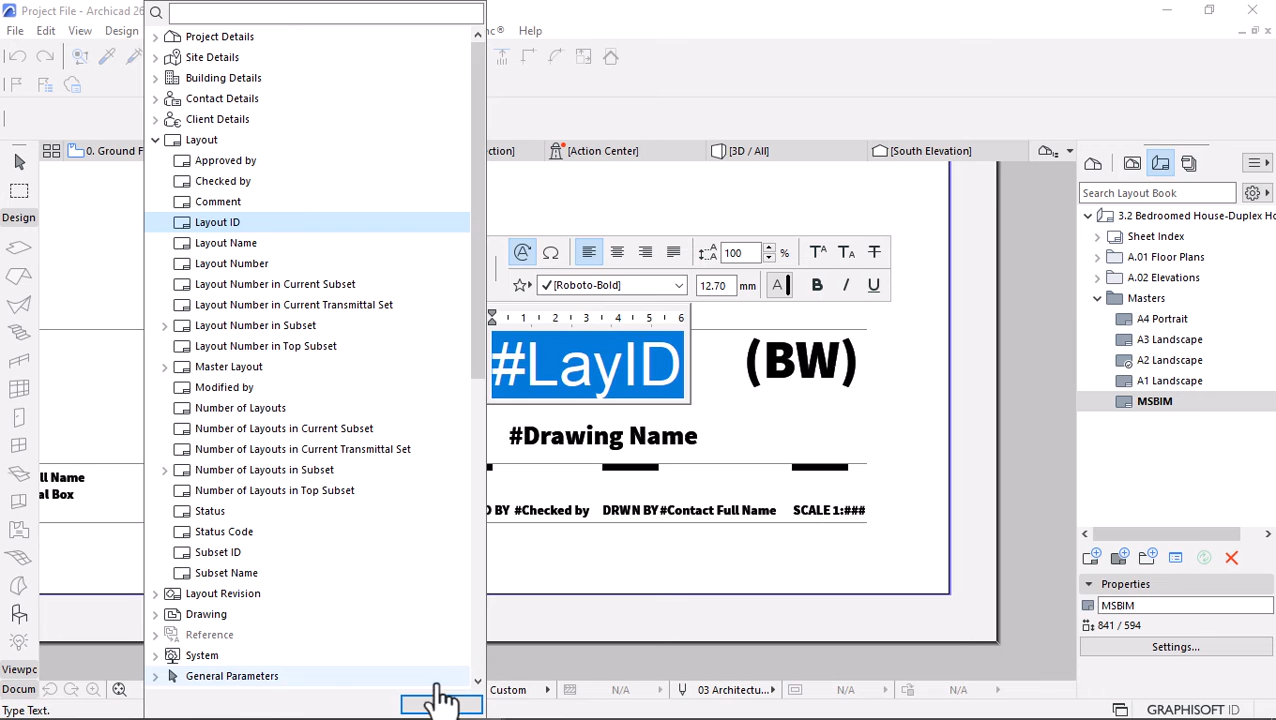 Project File - Archicad 26
File Edit View Design Help
Project Details
Site Details
Building Details
Contact Details
Client Details
Layout
Approved by
Checked by
Comment
Layout ID
Layout Name
Layout Number
Layout Number in Current Subset
Layout Number in Current Transmittal Set
Layout Number in Subset
Layout Number in Top Subset
Master Layout
Modified by
Number of Layouts
Number of Layouts in Current Subset
Number of Layouts in Current Transmittal Set
Number of Layouts in Subset
Number of Layouts in Top Subset
Status
Status Code
Subset ID
Subset Name
Layout Revision
Drawing
Reference
System
General Parameters
0. Ground F
[Action Center]
[3D / All]
[South Elevation]
Design
100 %
[Roboto-Bold]
12.70 mm
A B I U
1 2 3 4 5 6
#LayID
(BW)
#Drawing Name
ll Name
al Box
D BY #Checked by DRWN BY#Contact Full Name SCALE 1:###
Search Layout Book
3.2 Bedroomed House-Duplex Ho
Sheet Index
A.01 Floor Plans
A.02 Elevations
Masters
A4 Portrait
A3 Landscape
A2 Landscape
A1 Landscape
MSBIM
Properties
MSBIM
841 / 594
Settings...
Viewpc
Docum
Custom
N/A
03 Architectu...
N/A
N/A
Type Text.
GRAPHISOFT ID